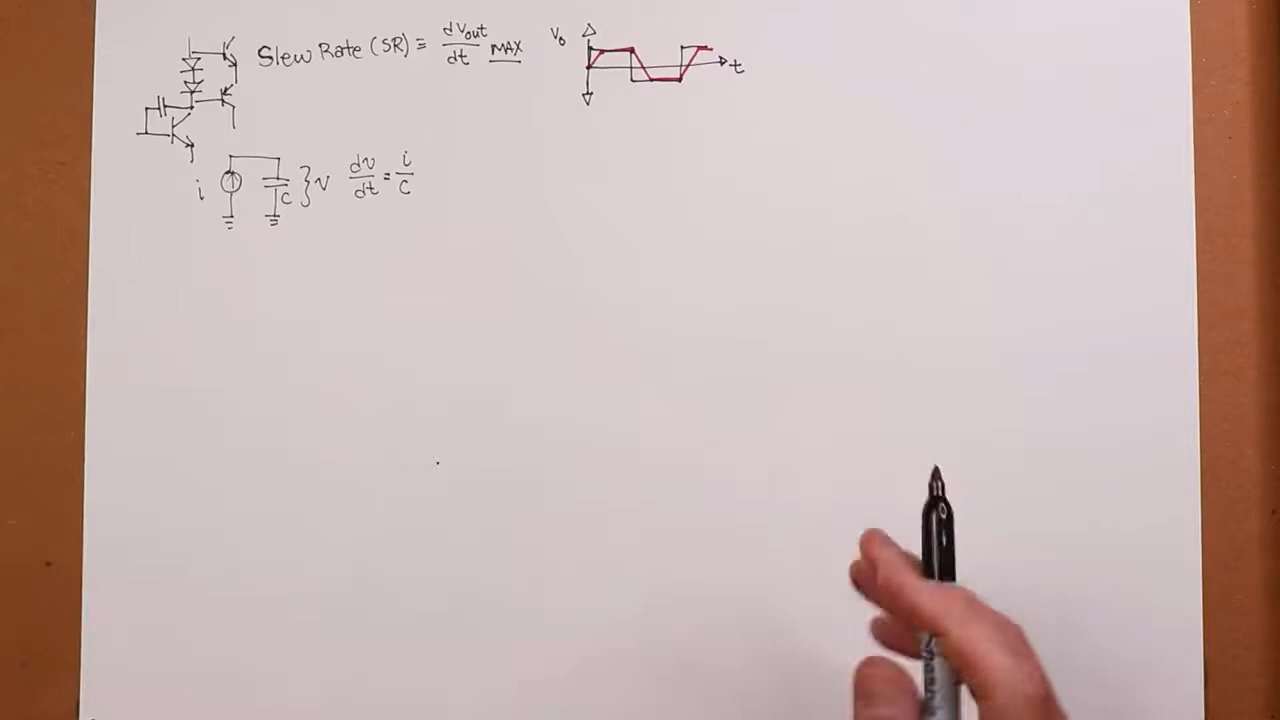 Slew Rate (SR) ≡ dVout/dt MAX
Vo
t
i
C } v dv/dt = i/C